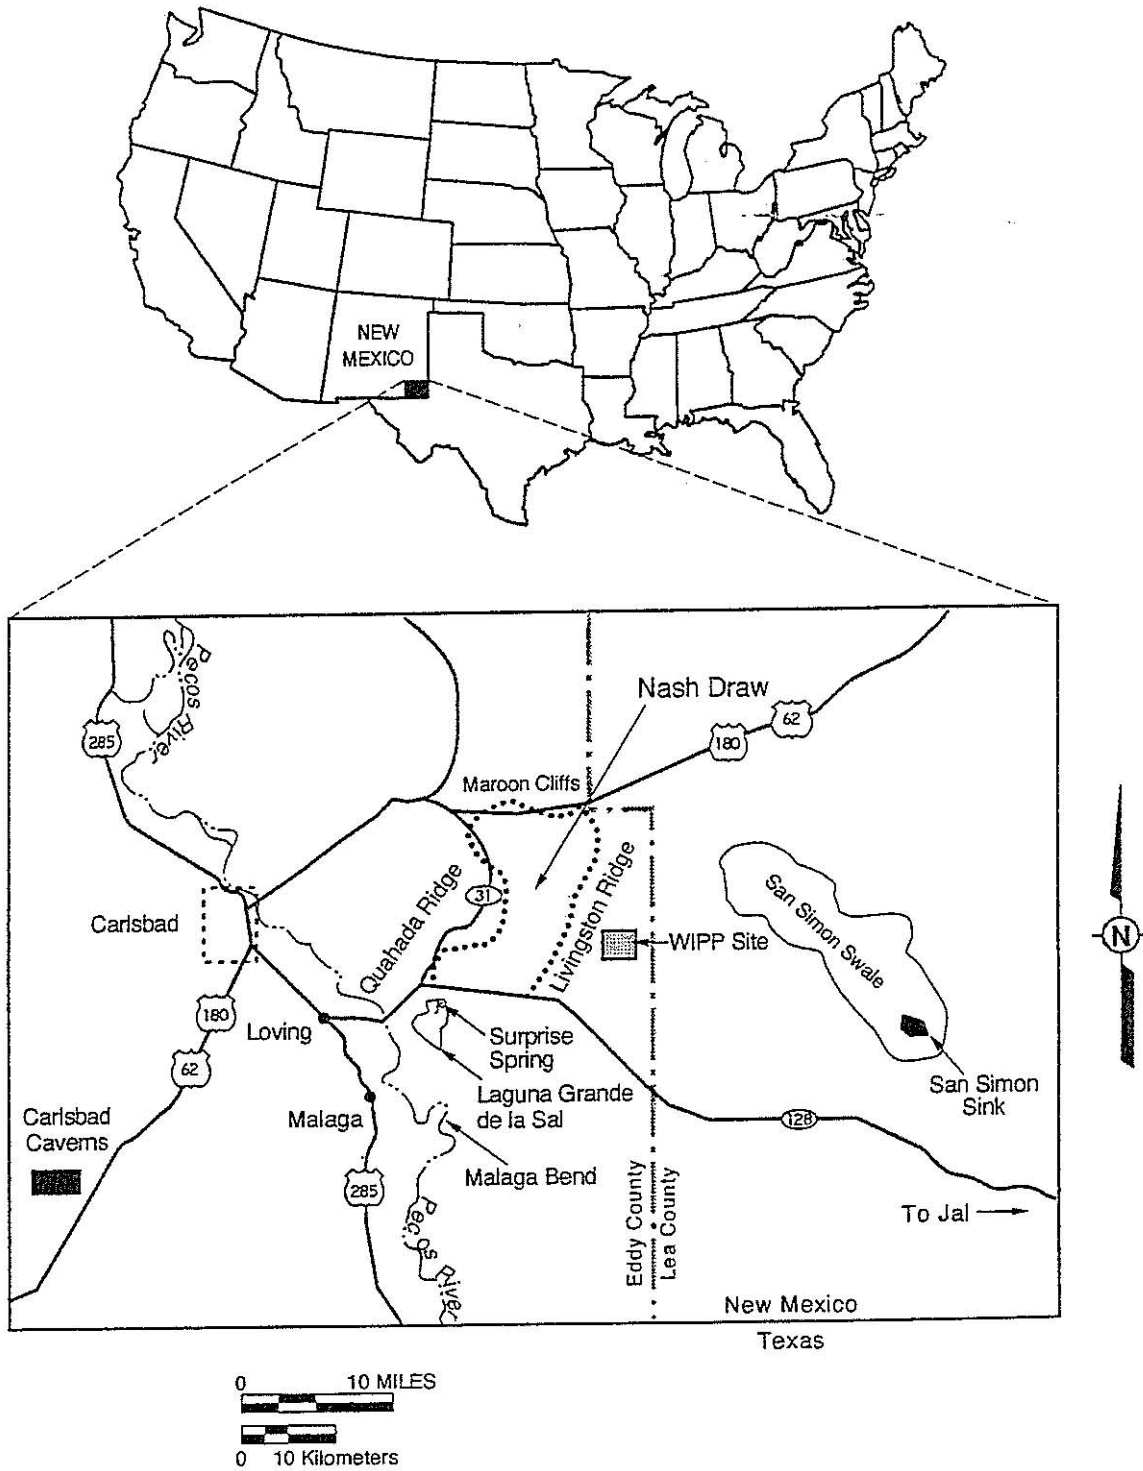 NEW
MEXICO
Pecos River
Nash Draw
285
180
62
Maroon Cliffs
Quahada Ridge
31
Livingston Ridge
San Simon Swale
Carlsbad
WIPP Site
180
Loving
Surprise
Spring
62
San Simon
Sink
Laguna Grande
de la Sal
Carlsbad
Caverns
Malaga
128
Malaga Bend
285
Pecos River
Eddy County
Lea County
To Jal
New Mexico
Texas
N
0 10 MILES
0 10 Kilometers